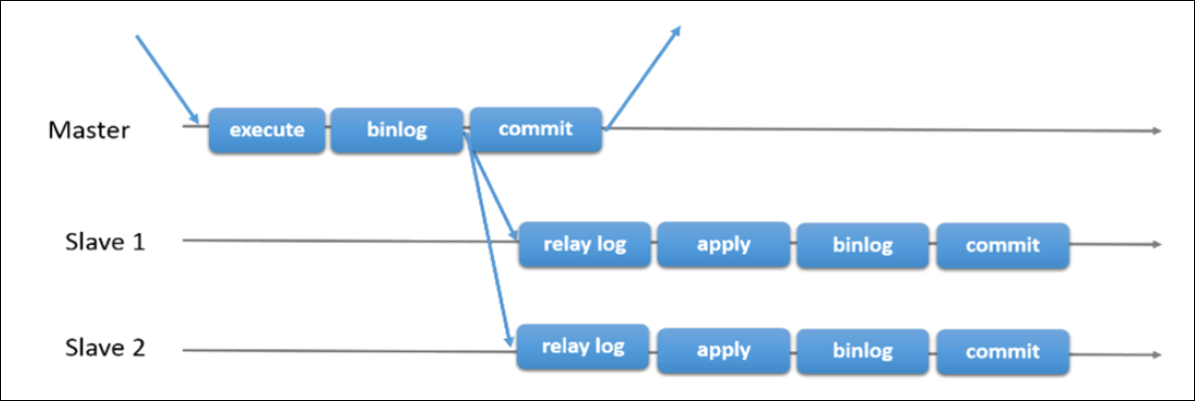 Master execute binlog commit
Slave 1 relay log apply binlog commit
Slave 2 relay log apply binlog commit